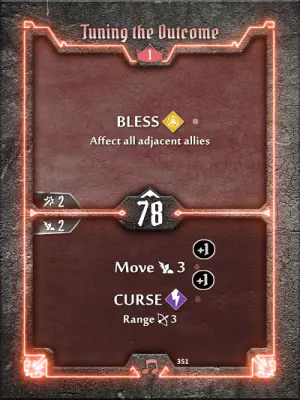 Tuning the Outcome
1
BLESS
Affect all adjacent allies
2
78
2
+1
Move 3
+1
CURSE
Range 3
351